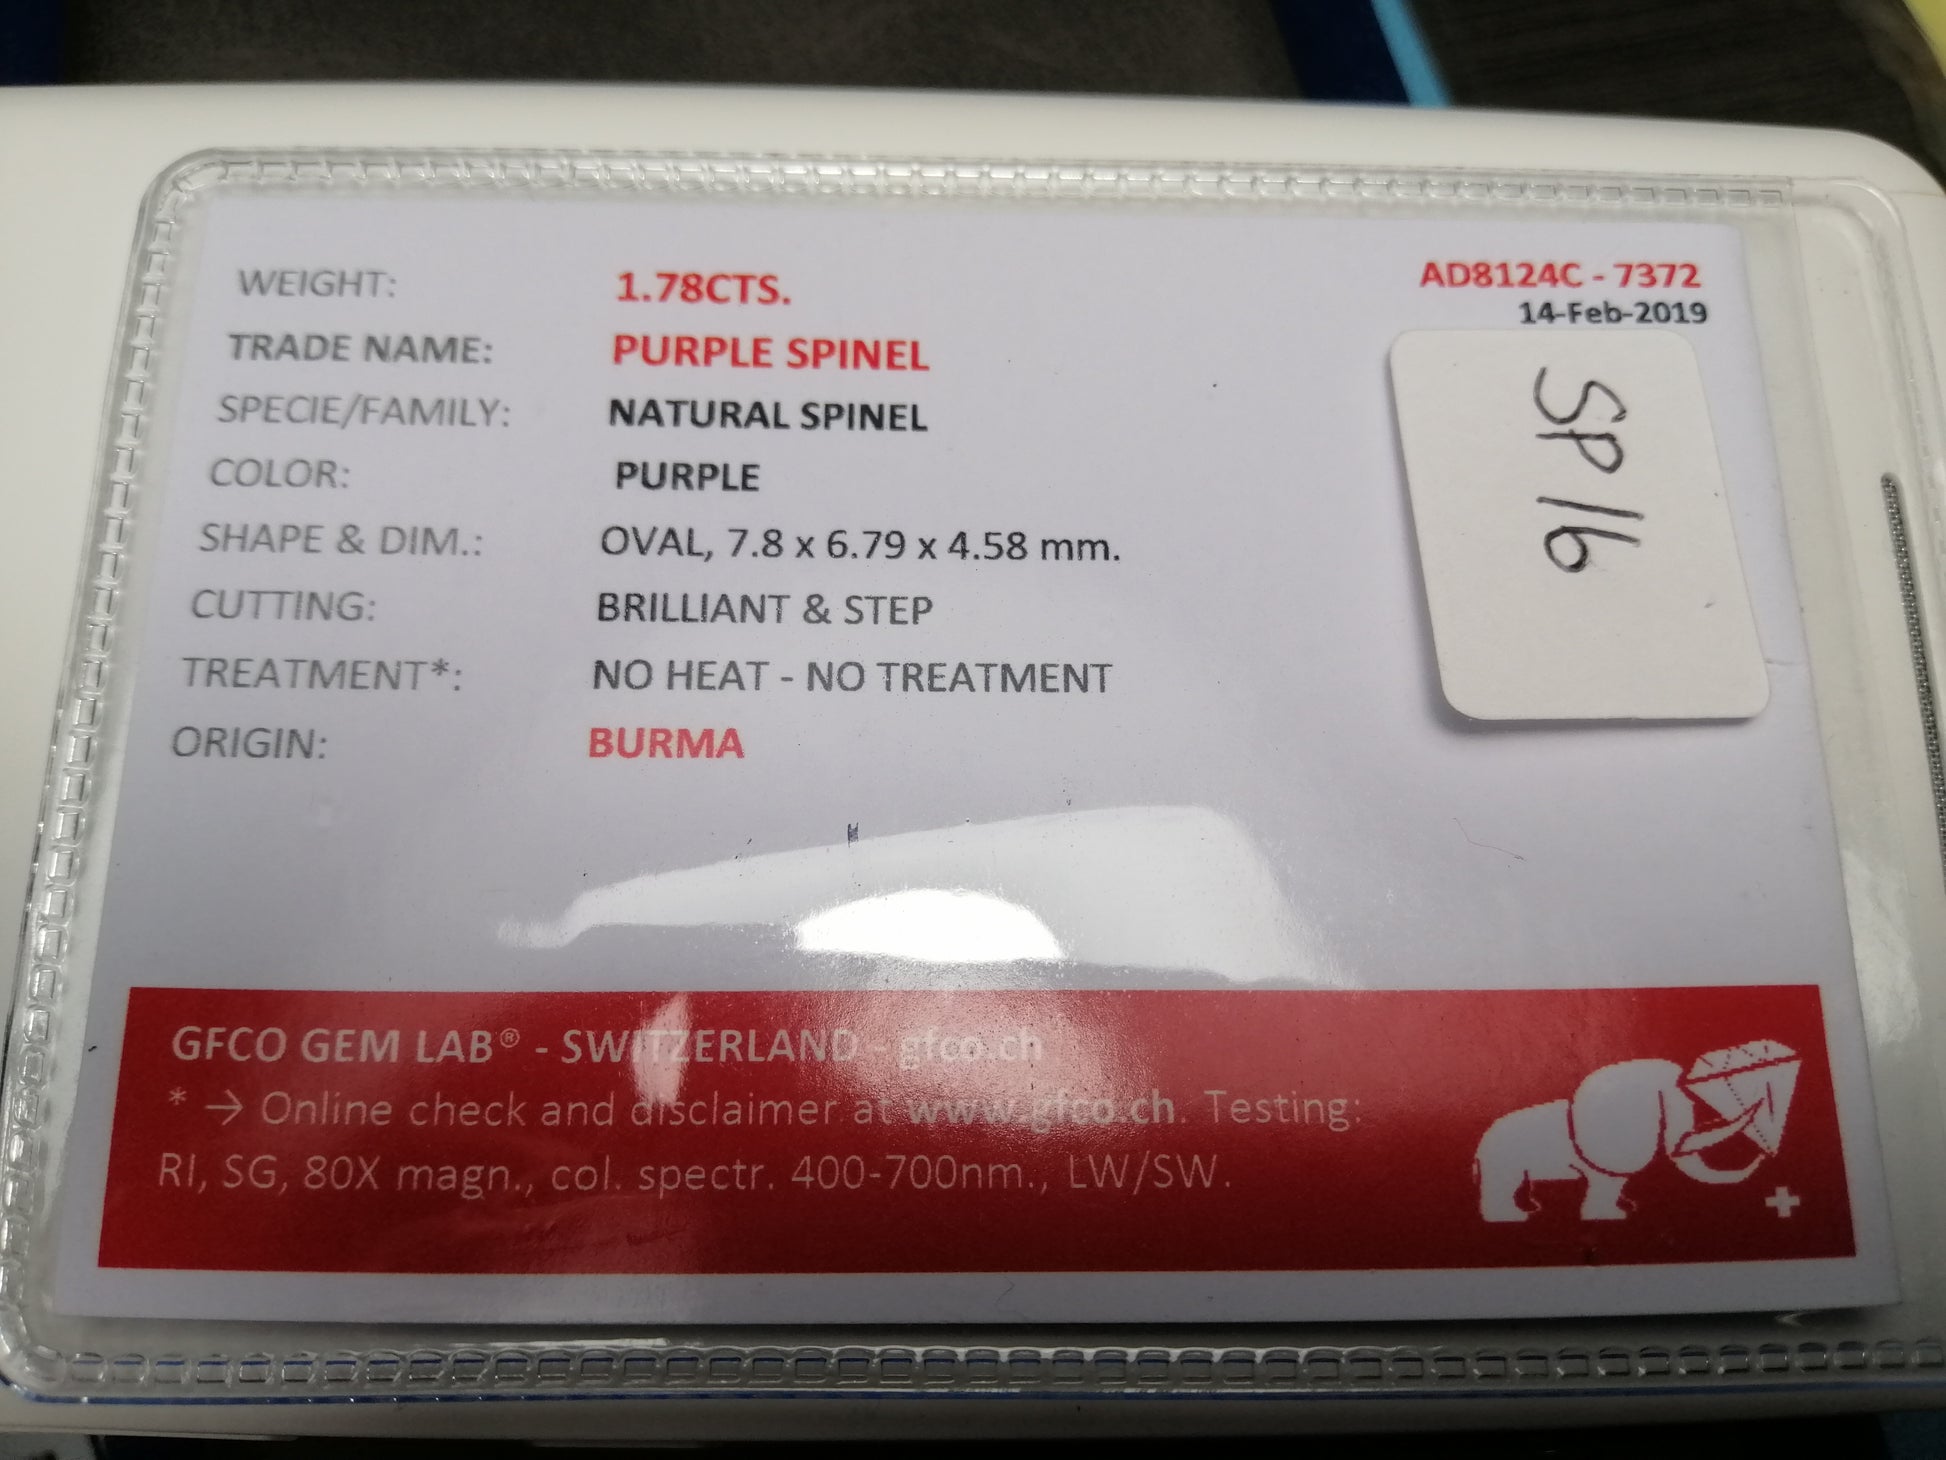 WEIGHT: 1.78CTS.
AD8124C - 7372
14-Feb-2019
TRADE NAME: PURPLE SPINEL
SPECIE/FAMILY: NATURAL SPINEL
COLOR: PURPLE
SHAPE & DIM.: OVAL, 7.8 x 6.79 x 4.58 mm.
CUTTING: BRILLIANT & STEP
TREATMENT*: NO HEAT - NO TREATMENT
ORIGIN: BURMA
SP 16
GFCO GEM LAB® - SWITZERLAND - gfco.ch
* → Online check and disclaimer at www.gfco.ch. Testing:
RI, SG, 80X magn., col. spectr. 400-700nm., LW/SW.